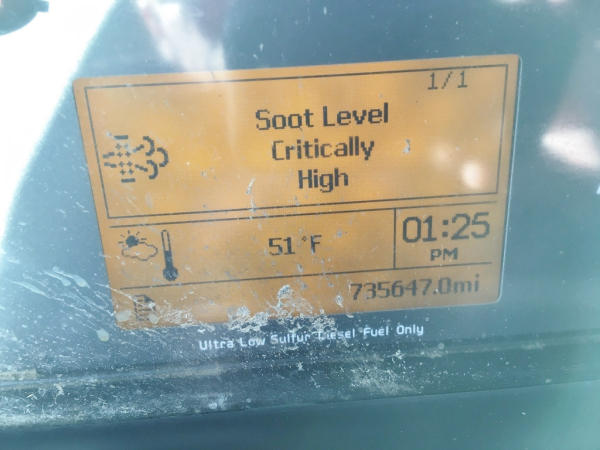 1/1
Soot Level
Critically
High
51 °F
01:25
PM
735647.0mi
Ultra Low Sulfur Diesel Fuel Only